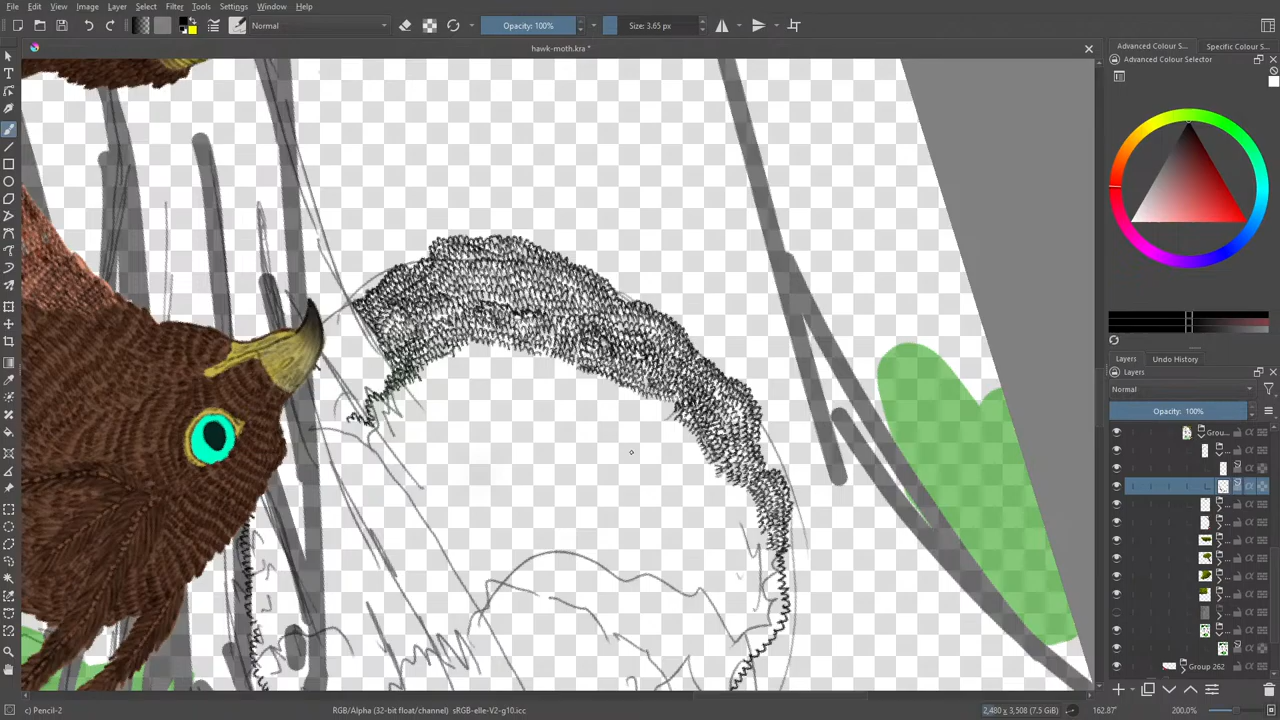 File Edit View Image Layer Select Filter Tools Settings Window Help
Normal Opacity: 100% Size: 3.65 px
hawk-moth.kra *
Advanced Colour S... Specific Colour S...
Advanced Colour Selector
Layers Undo History
Layers
Normal
Opacity: 100%
Grou...
Group 262
c) Pencil-2 RGB/Alpha (32-bit float/channel) sRGB-elle-V2-g10.icc 2,480 x 3,508 (7.5 GiB) 162.87° 200.0%